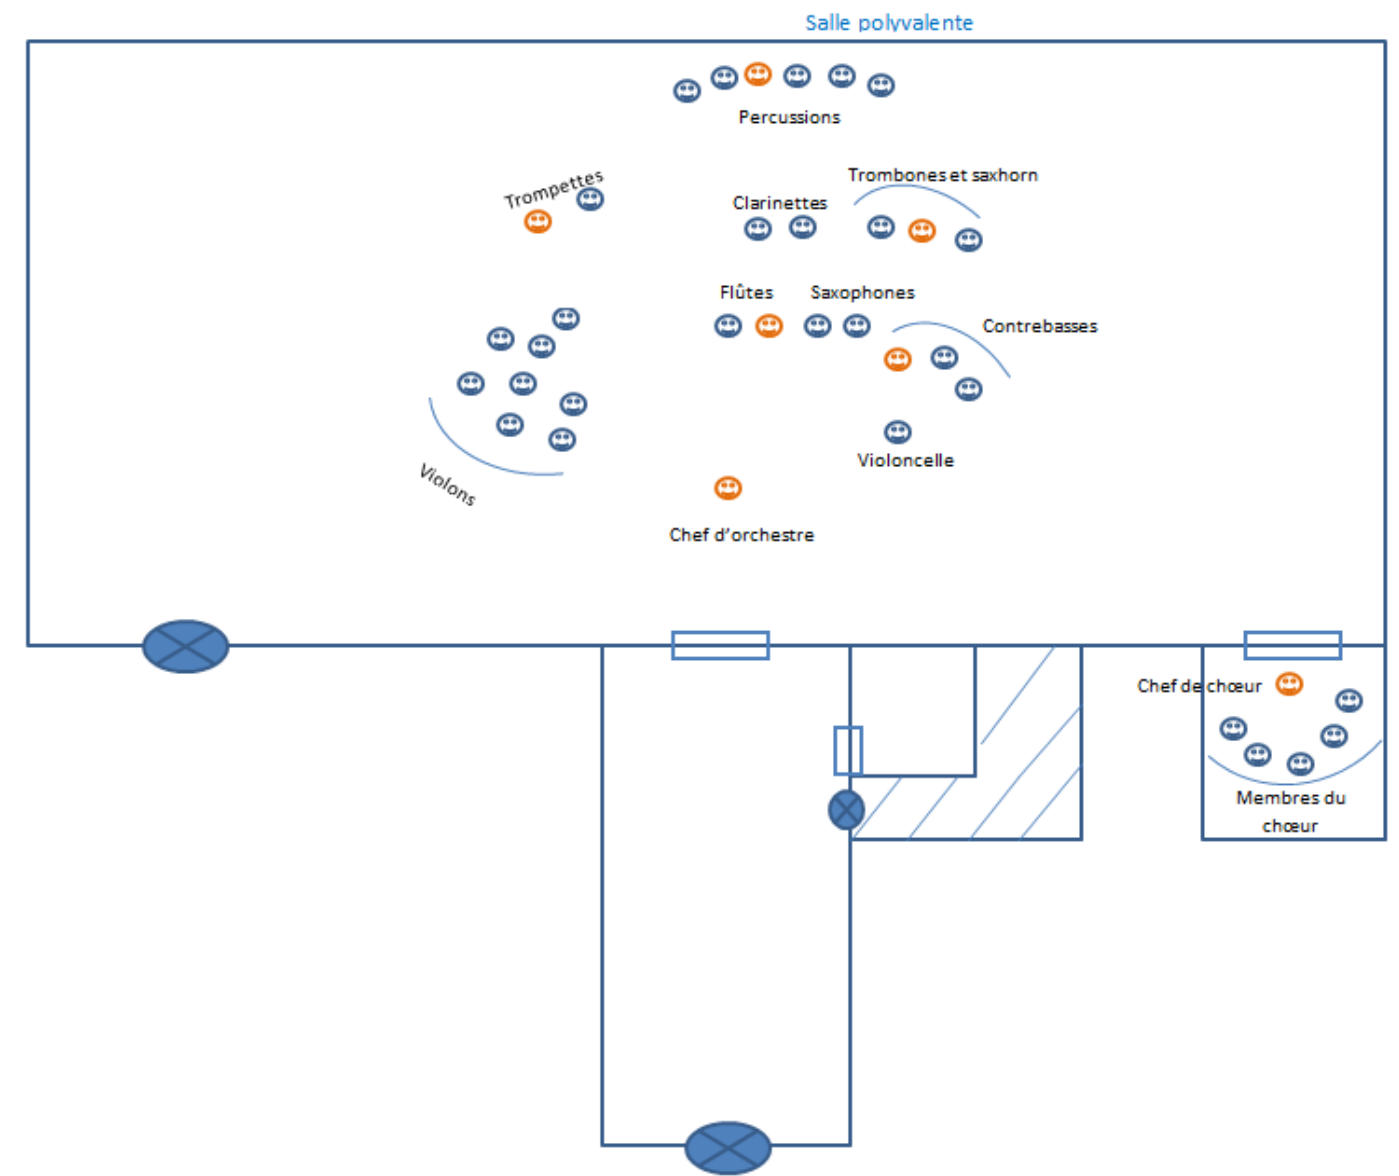 Salle polyvalente
Percussions
Trompettes
Clarinettes
Trombones et saxhorn
Flûtes
Saxophones
Contrebasses
Violons
Violoncelle
Chef d'orchestre
Chef de chœur
Membres du
chœur